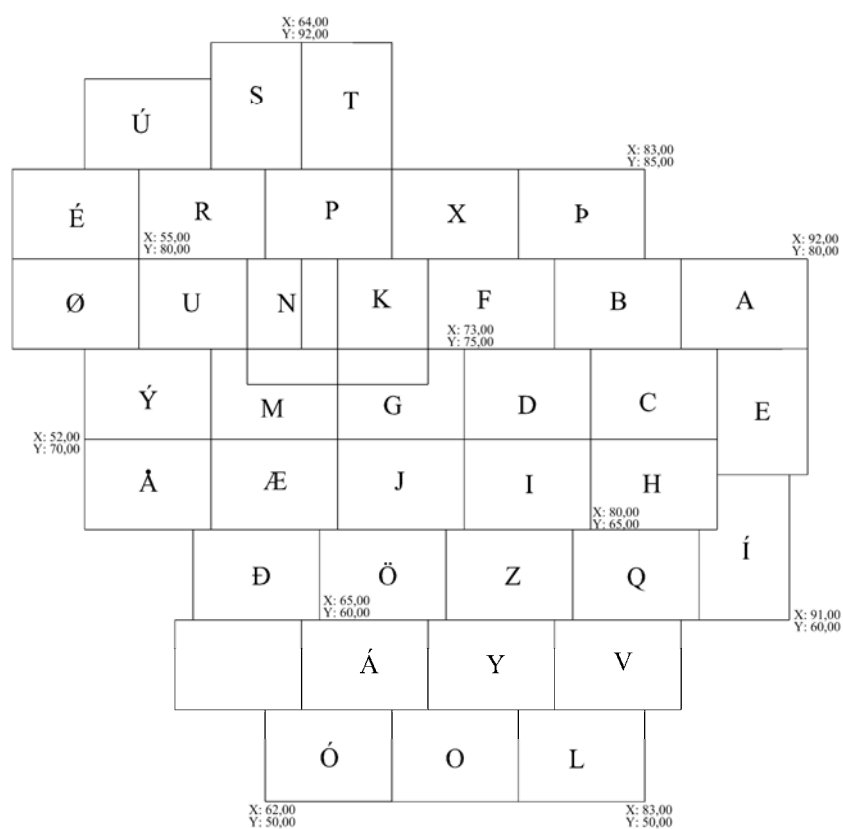 X: 64,00
Y: 92,00
S
T
Ú
X: 83,00
Y: 85,00
É
R
P
X
Þ
X: 55,00
Y: 80,00
X: 92,00
Y: 80,00
Ø
U
N
K
F
B
A
X: 73,00
Y: 75,00
Ý
M
G
D
C
E
X: 52,00
Y: 70,00
Å
Æ
J
I
H
X: 80,00
Y: 65,00
Í
Ð
Ö
Z
Q
X: 65,00
Y: 60,00
X: 91,00
Y: 60,00
Á
Y
V
Ó
O
L
X: 62,00
Y: 50,00
X: 83,00
Y: 50,00